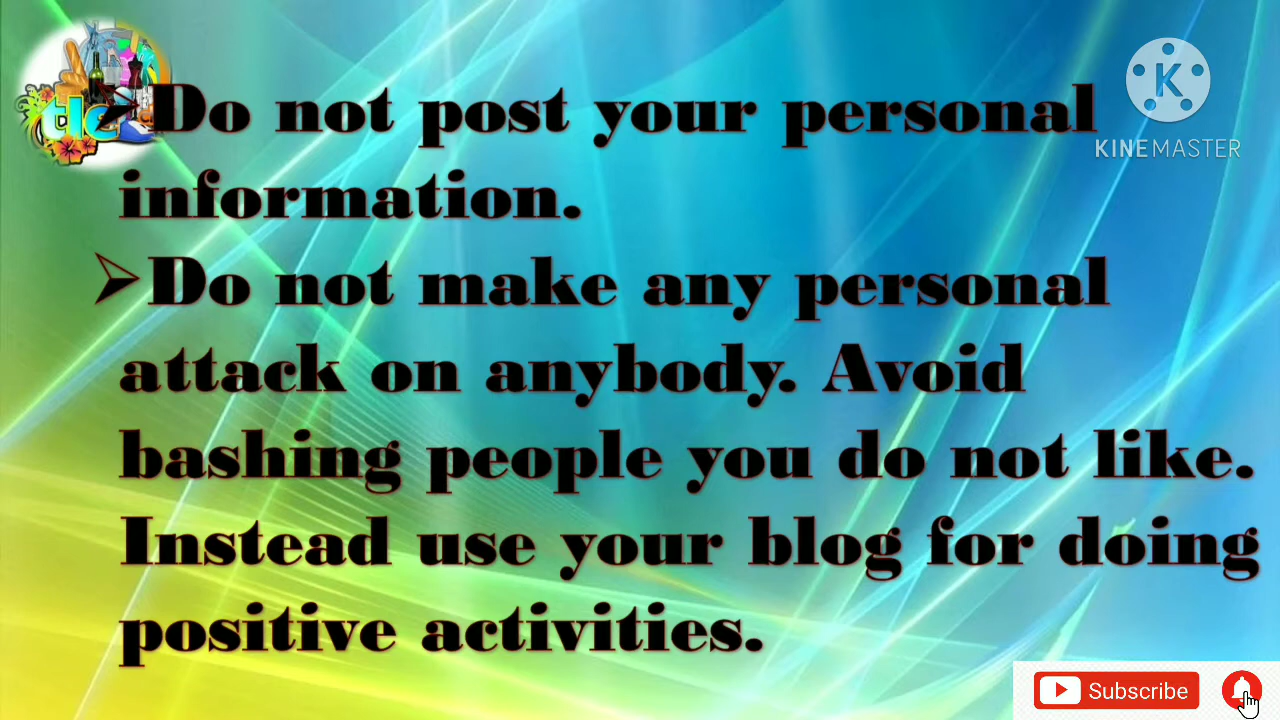 tlc
KINEMASTER
➢Do not post your personal
information.
➢Do not make any personal
attack on anybody. Avoid
bashing people you do not like.
Instead use your blog for doing
positive activities.
Subscribe